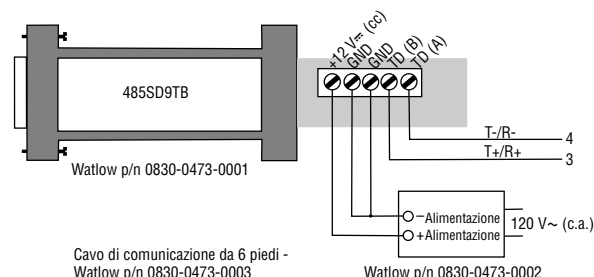 +12 V⎓ (cc)
GND
GND
TD (B)
TD (A)
485SD9TB
T-/R- 4
T+/R+ 3
Watlow p/n 0830-0473-0001
−Alimentazione
+Alimentazione
120 V~ (c.a.)
Cavo di comunicazione da 6 piedi -
Watlow p/n 0830-0473-0003
Watlow p/n 0830-0473-0002